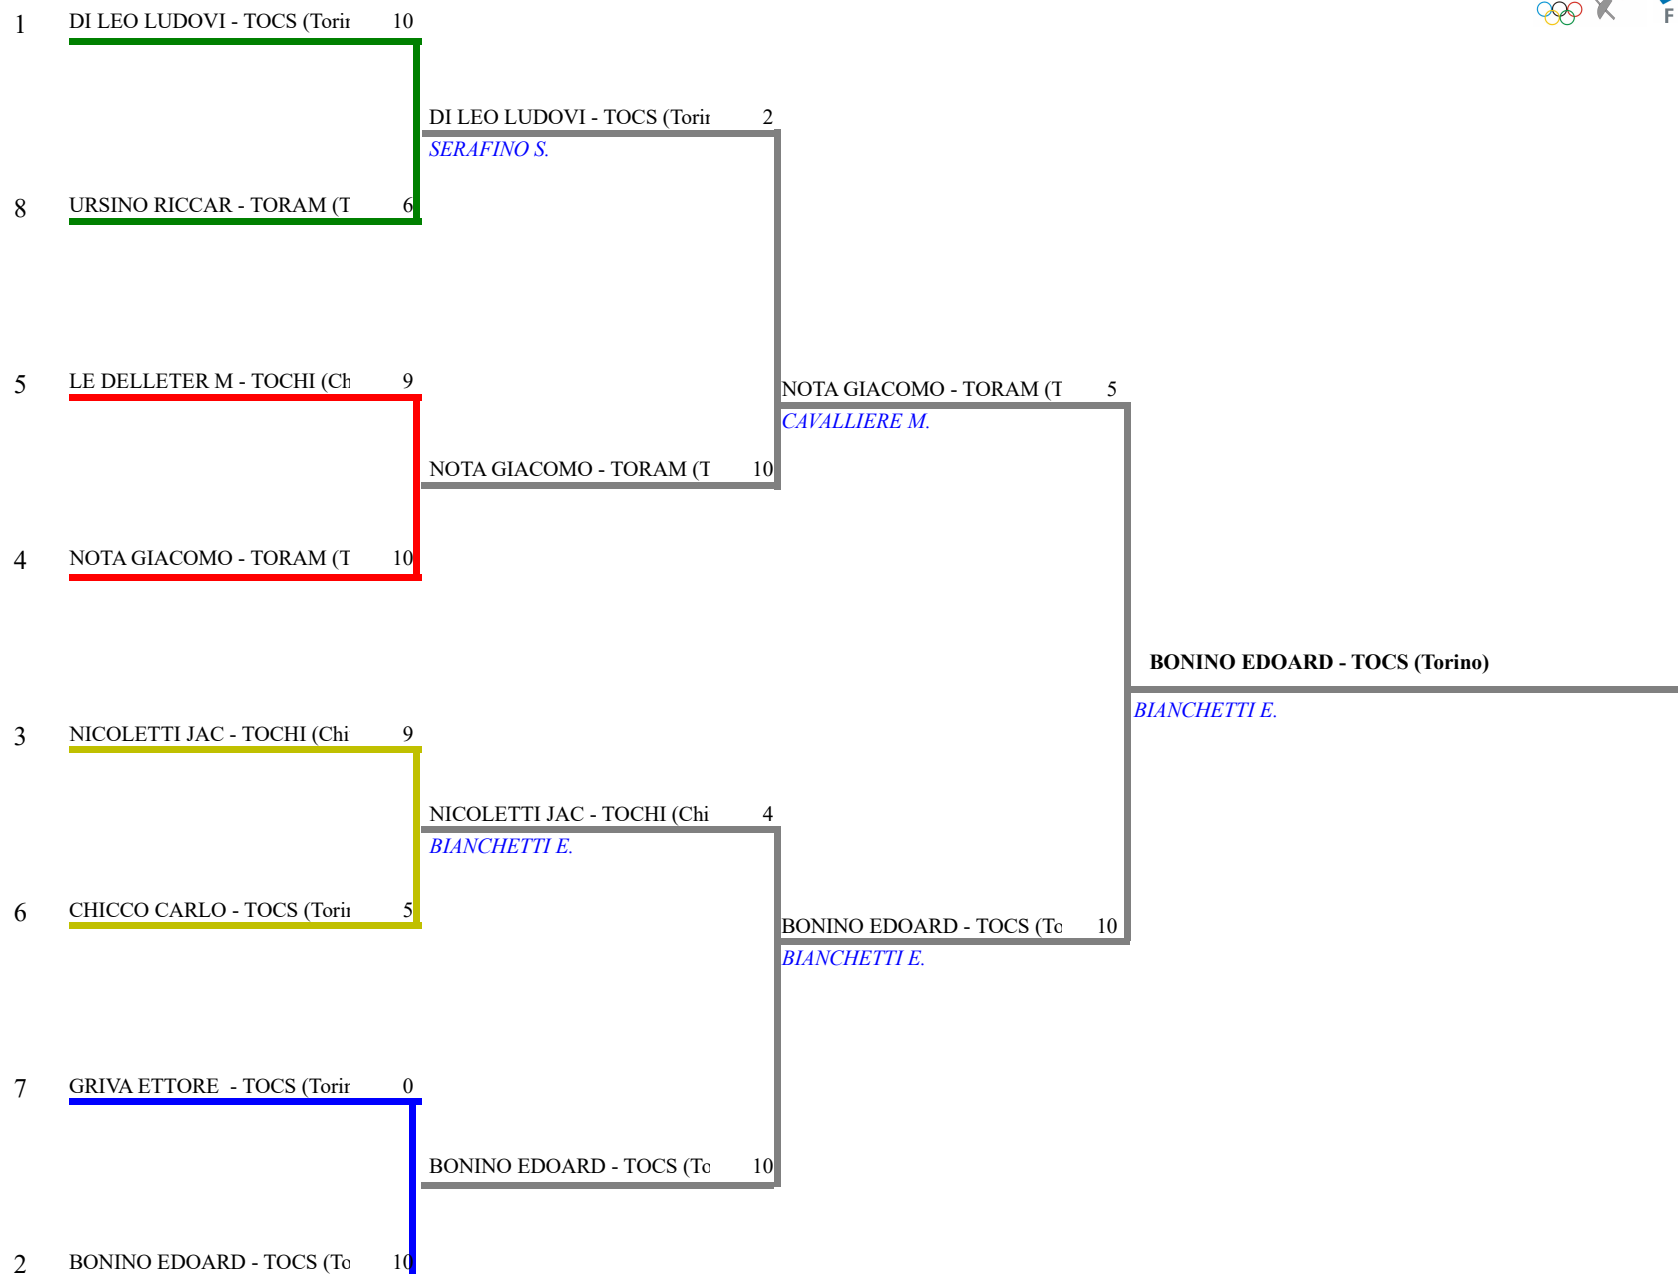 1 DI LEO LUDOVI - TOCS (Torir 10
DI LEO LUDOVI - TOCS (Torir 2
SERAFINO S.
8 URSINO RICCAR - TORAM (T 6
5 LE DELLETER M - TOCHI (Ch 9
NOTA GIACOMO - TORAM (T 5
CAVALLIERE M.
NOTA GIACOMO - TORAM (T 10
4 NOTA GIACOMO - TORAM (T 10
BONINO EDOARD - TOCS (Torino)
BIANCHETTI E.
3 NICOLETTI JAC - TOCHI (Chi 9
NICOLETTI JAC - TOCHI (Chi 4
BIANCHETTI E.
6 CHICCO CARLO - TOCS (Torir 5
BONINO EDOARD - TOCS (To 10
BIANCHETTI E.
7 GRIVA ETTORE - TOCS (Torir 0
BONINO EDOARD - TOCS (To 10
2 BONINO EDOARD - TOCS (To 10
F